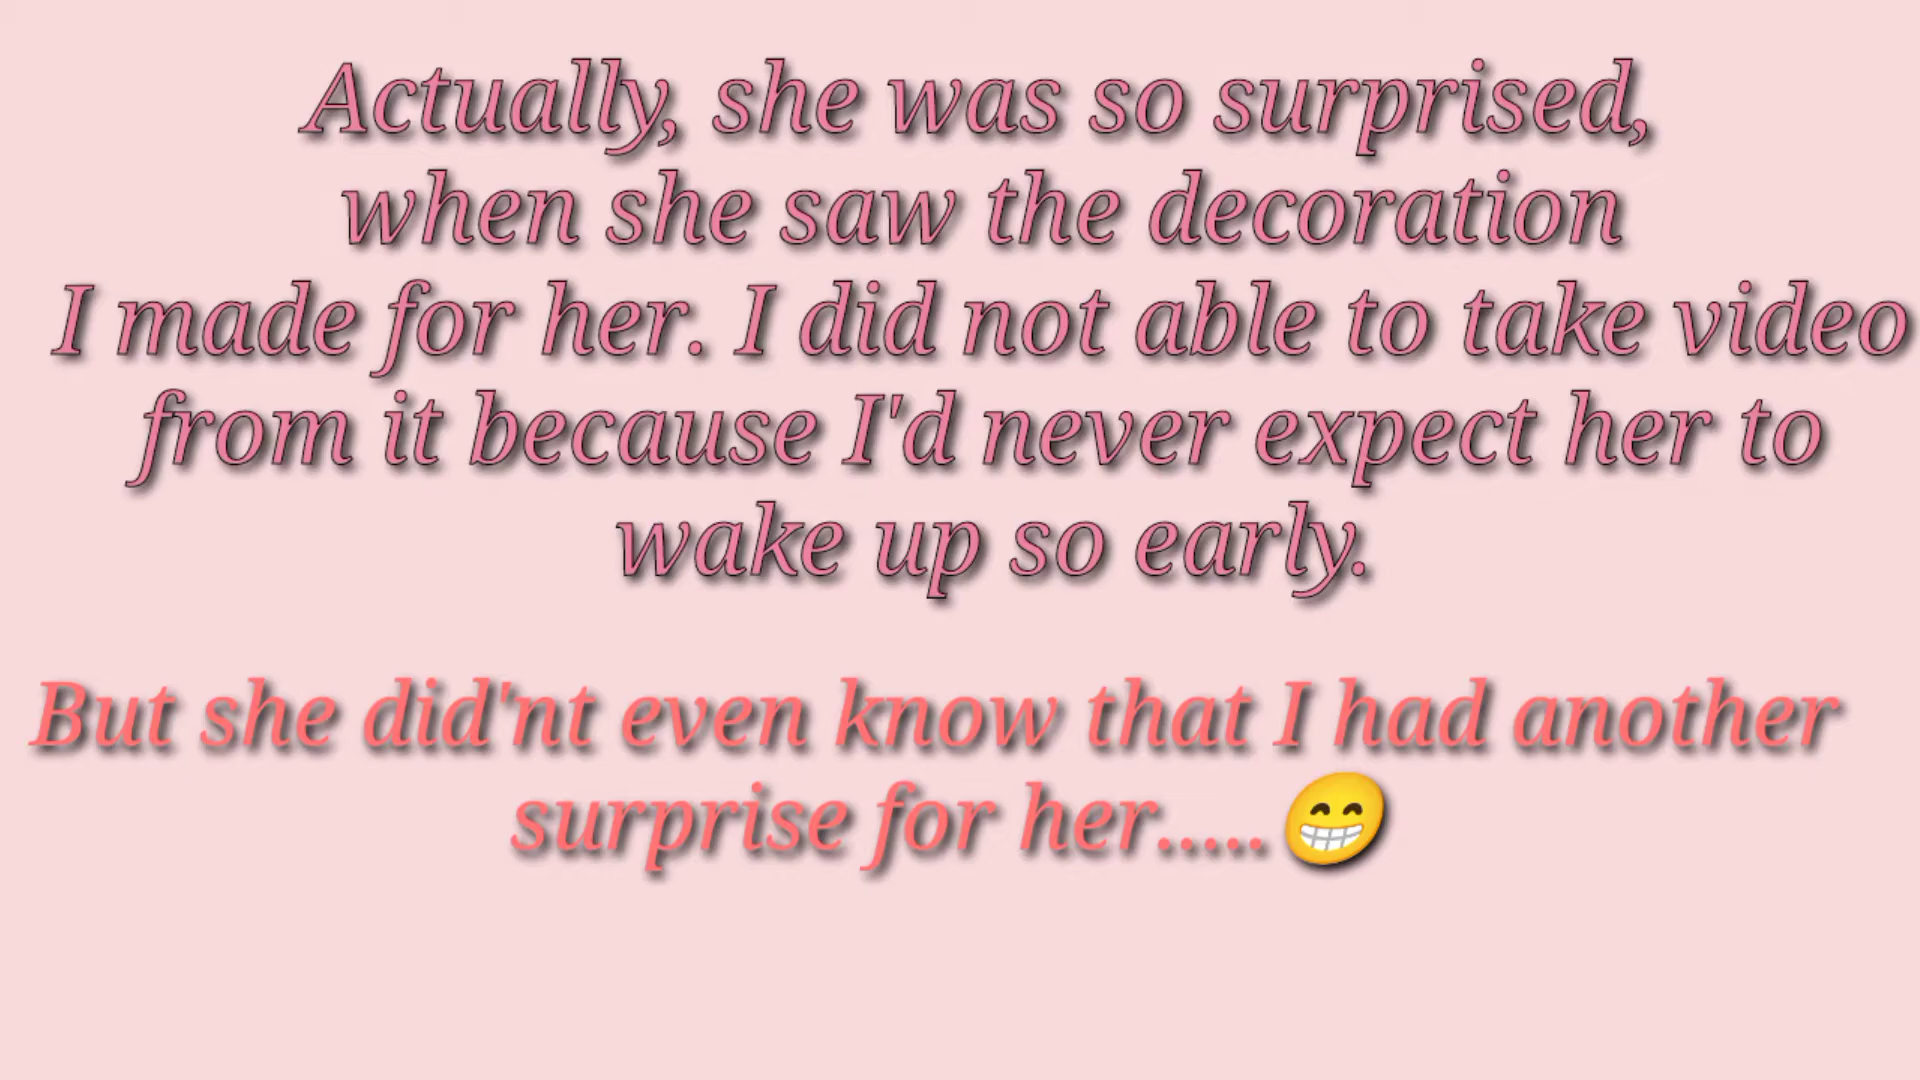 Actually, she was so surprised,
when she saw the decoration
I made for her. I did not able to take video
from it because I'd never expect her to
wake up so early.
But she did'nt even know that I had another
surprise for her.....😁